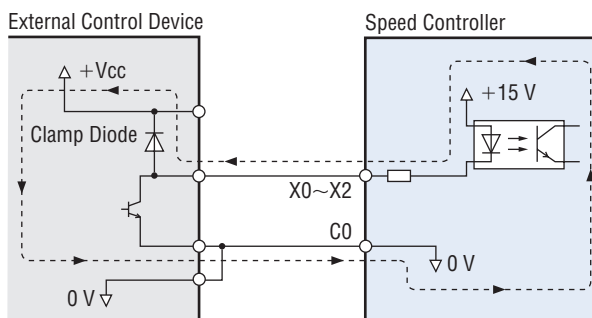 External Control Device
Speed Controller
+Vcc
+15 V
Clamp Diode
X0~X2
C0
0 V
0 V